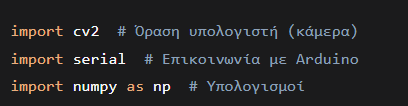 import cv2  # Όραση υπολογιστή (κάμερα)
import serial  # Επικοινωνία με Arduino
import numpy as np  # Υπολογισμοί